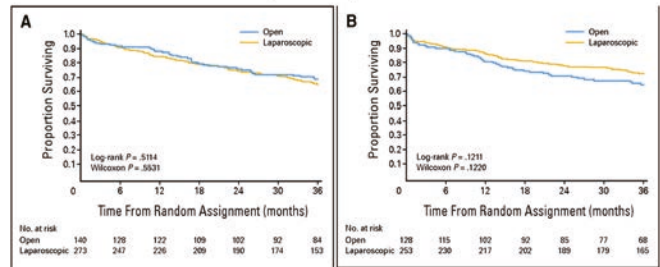 A
1.0
0.9
0.8
0.7
0.6
0.5
0.4
0.3
0.2
0.1
Proportion Surviving
Open
Laparoscopic
Log-rank P = .5114
Wilcoxon P = .5531
6 12 18 24 30 36
Time From Random Assignment (months)
No. at risk
Open 140 128 122 109 102 92 84
Laparoscopic 273 247 226 209 190 174 153
B
1.0
0.9
0.8
0.7
0.6
0.5
0.4
0.3
0.2
0.1
Proportion Surviving
Open
Laparoscopic
Log-rank P = .1211
Wilcoxon P = .1220
0 6 12 18 24 30 36
Time From Random Assignment (months)
No. at risk
Open 128 115 102 92 85 77 68
Laparoscopic 253 230 217 202 189 179 165